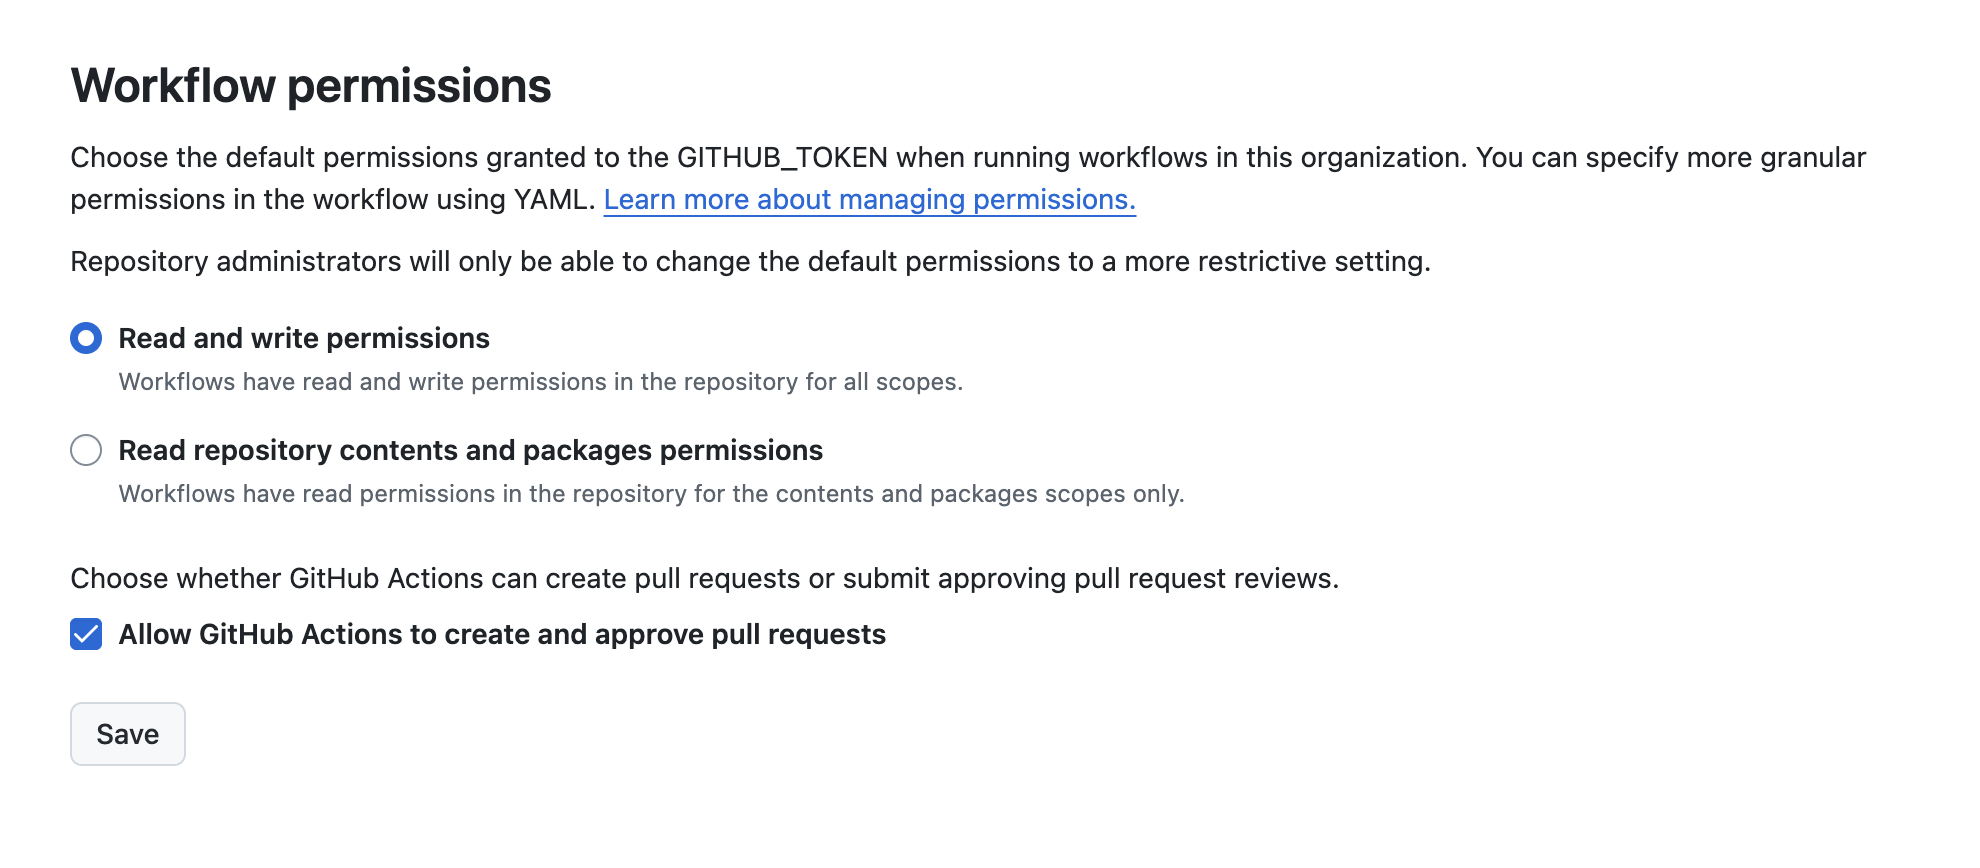 Workflow permissions
Choose the default permissions granted to the GITHUB_TOKEN when running workflows in this organization. You can specify more granular
permissions in the workflow using YAML. Learn more about managing permissions.
Repository administrators will only be able to change the default permissions to a more restrictive setting.
Read and write permissions
Workflows have read and write permissions in the repository for all scopes.
Read repository contents and packages permissions
Workflows have read permissions in the repository for the contents and packages scopes only.
Choose whether GitHub Actions can create pull requests or submit approving pull request reviews.
Allow GitHub Actions to create and approve pull requests
Save